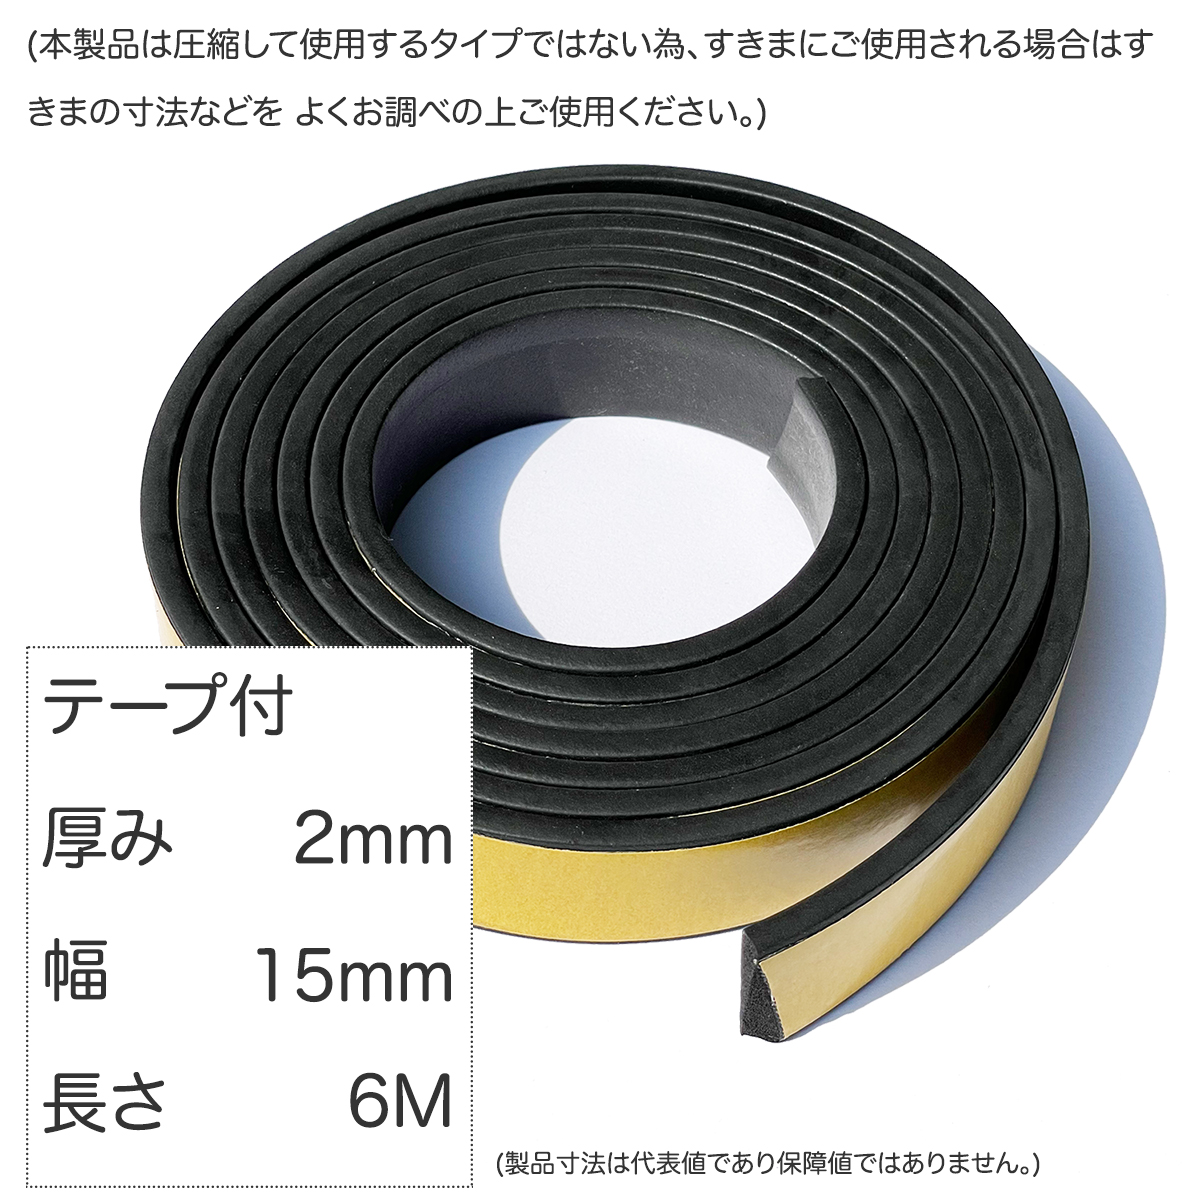 (本製品は圧縮して使用するタイプではない為、すきまにご使用される場合はす
きまの寸法などを よくお調べの上ご使用ください。)
テープ付
厚み 2mm
幅 15mm
長さ 6M
(製品寸法は代表値であり保障値ではありません。)